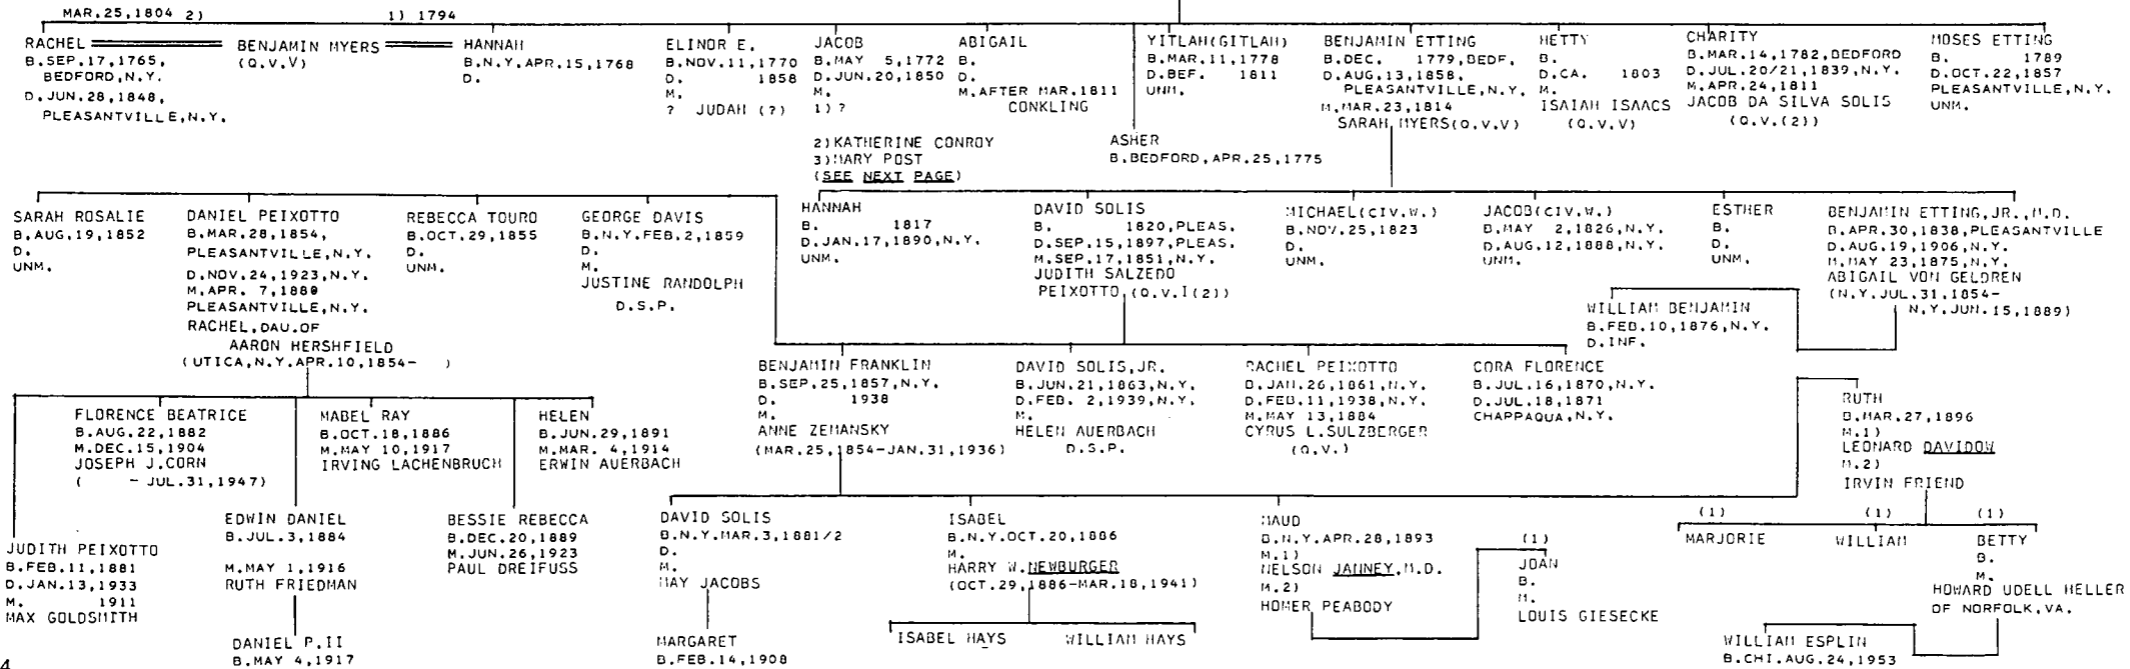 MAR.25,1804 2)
1) 1794
RACHEL
B.SEP.17,1765,
BEDFORD,N.Y.
D.JUN.28,1848,
PLEASANTVILLE,N.Y.
BENJAMIN MYERS
(Q.V.V)
HANNAH
B.N.Y.APR.15,1768
D.
ELINOR E.
B.NOV.11,1770
D. 1858
M.
? JUDAH (?)
JACOB
B.MAY 5,1772
D.JUN.20,1850
M.
1) ?
2)KATHERINE CONROY
3)MARY POST
(SEE NEXT PAGE)
ABIGAIL
B.
D.
M.AFTER MAR.1811
CONKLING
ASHER
B.BEDFORD,APR.25,1775
YITLAH(GITLAH)
B.MAR.11,1778
D.BEF. 1811
UNM.
BENJAMIN ETTING
B.DEC. 1779,BEDF.
D.AUG.13,1858,
PLEASANTVILLE,N.Y.
M.MAR.23,1814
SARAH MYERS(Q.V.V)
HETTY
B.
D.CA. 1803
M.
ISAIAH ISAACS
(Q.V.V)
CHARITY
B.MAR.14,1782,BEDFORD
D.JUL.20/21,1839,N.Y.
M.APR.24,1811
JACOB DA SILVA SOLIS
(Q.V.(2))
MOSES ETTING
B. 1789
D.OCT.22,1857
PLEASANTVILLE,N.Y.
UNM.
SARAH ROSALIE
B.AUG.19,1852
D.
UNM.
DANIEL PEIXOTTO
B.MAR.28,1854,
PLEASANTVILLE,N.Y.
D.NOV.24,1923,N.Y.
M.APR. 7,1880
PLEASANTVILLE,N.Y.
RACHEL,DAU.OF
AARON HERSHFIELD
(UTICA,N.Y.APR.10,1854- )
REBECCA TOURO
B.OCT.29,1855
D.
UNM.
GEORGE DAVIS
B.N.Y.FEB.2,1859
D.
M.
JUSTINE RANDOLPH
D.S.P.
HANNAH
B. 1817
D.JAN.17,1890,N.Y.
UNM.
DAVID SOLIS
B. 1820,PLEAS.
D.SEP.15,1897,PLEAS.
M.SEP.17,1851,N.Y.
JUDITH SALZEDO
PEIXOTTO (Q.V.I(2))
MICHAEL(CIV.W.)
B.NOV.25,1823
D.
UNM.
JACOB(CIV.W.)
B.MAY 2,1826,N.Y.
D.AUG.12,1888,N.Y.
UNM.
ESTHER
B.
D.
UNM.
BENJAMIN ETTING,JR.,M.D.
B.APR.30,1838,PLEASANTVILLE
D.AUG.19,1906,N.Y.
M.MAY 23,1875,N.Y.
ABIGAIL VON GELDREN
(N.Y.JUL.31,1854-
N.Y.JUN.15,1889)
WILLIAM BENJAMIN
B.FEB.10,1876,N.Y.
D.INF.
BENJAMIN FRANKLIN
B.SEP.25,1857,N.Y.
D. 1938
M.
ANNE ZEMANSKY
(MAR.25,1854-JAN.31,1936)
DAVID SOLIS,JR.
B.JUN.21,1863,N.Y.
D.FEB. 2,1939,N.Y.
M.
HELEN AUERBACH
D.S.P.
RACHEL PEIXOTTO
B.JAN.26,1861,N.Y.
D.FEB.11,1938,N.Y.
M.MAY 13,1884
CYRUS L.SULZBERGER
(Q.V.)
CORA FLORENCE
B.JUL.16,1870,N.Y.
D.JUL.18,1871
CHAPPAQUA,N.Y.
RUTH
B.MAR.27,1896
M.1)
LEONARD DAVIDOW
M.2)
IRVIN FRIEND
FLORENCE BEATRICE
B.AUG.22,1882
M.DEC.15,1904
JOSEPH J.CORN
( - JUL.31,1947)
MABEL RAY
B.OCT.18,1886
M.MAY 10,1917
IRVING LACHENBRUCH
HELEN
B.JUN.29,1891
M.MAR. 4,1914
ERWIN AUERBACH
JUDITH PEIXOTTO
B.FEB.11,1881
D.JAN.13,1933
M. 1911
MAX GOLDSMITH
EDWIN DANIEL
B.JUL.3,1884
M.MAY 1,1916
RUTH FRIEDMAN
DANIEL P.II
B.MAY 4,1917
BESSIE REBECCA
B.DEC.20,1889
M.JUN.26,1923
PAUL DREIFUSS
DAVID SOLIS
B.N.Y.MAR.3,1881/2
D.
M.
MAY JACOBS
MARGARET
B.FEB.14,1908
ISABEL
B.N.Y.OCT.20,1886
M.
HARRY W.NEWBURGER
(OCT.29,1886-MAR.18,1941)
ISABEL HAYS
WILLIAM HAYS
MAUD
B.N.Y.APR.28,1893
M.1)
NELSON JANNEY,M.D.
M.2)
HOMER PEABODY
(1)
JOAN
B.
M.
LOUIS GIESECKE
(1)
MARJORIE
(1)
WILLIAM
(1)
BETTY
B.
M.
HOWARD UDELL HELLER
OF NORFOLK,VA.
WILLIAM ESPLIN
B.CHI.AUG.24,1953
4